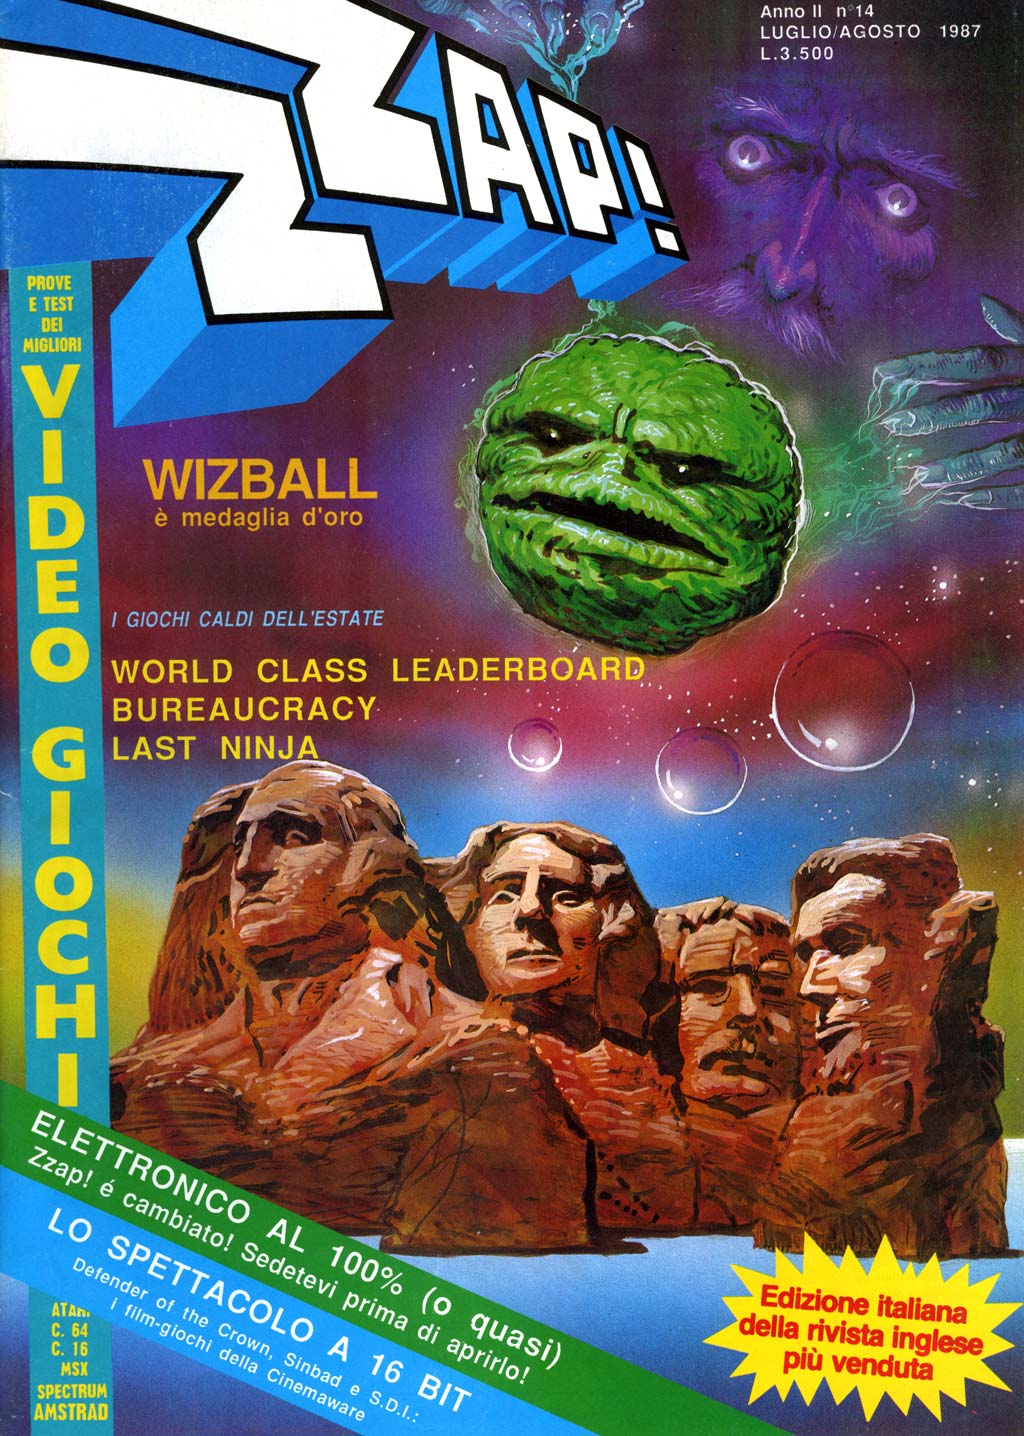 Anno II n°14
LUGLIO/AGOSTO 1987
L.3.500
ZZAP!
PROVE
E TEST
DEI
MIGLIORI
VIDEO GIOCHI
WIZBALL
è medaglia d'oro
I GIOCHI CALDI DELL'ESTATE
WORLD CLASS LEADERBOARD
BUREAUCRACY
LAST NINJA
ELETTRONICO AL 100% (o quasi)
Zzap! é cambiato! Sedetevi prima di aprirlo!
LO SPETTACOLO A 16 BIT
Defender of the Crown, Sinbad e S.D.I.:
i film-giochi della Cinemaware
ATARI
C. 64
C. 16
MSX
SPECTRUM
AMSTRAD
Edizione italiana
della rivista inglese
più venduta